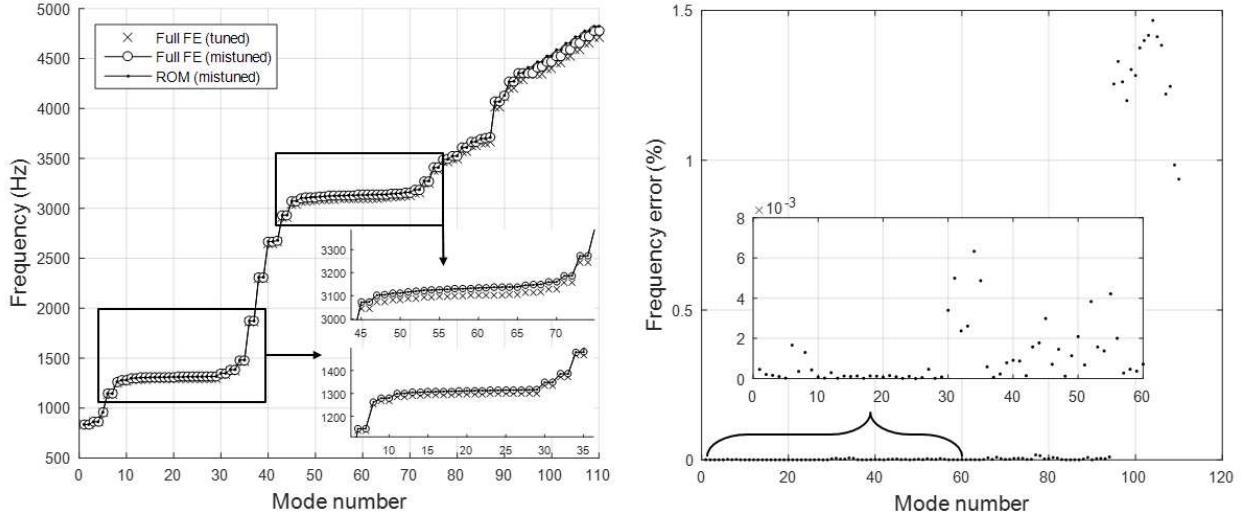 5000
4500
4000
3500
3000
2500
2000
1500
1000
500
Frequency (Hz)
Full FE (tuned)
Full FE (mistuned)
ROM (mistuned)
3300
3200
3100
3000
45 50 55 60 65 70
1400
1300
1200
10 15 20 25 30 35
0 10 20 30 40 50 60 70 80 90 100 110
Mode number
1.5
1
0.5
0
Frequency error (%)
× 10-3
8
6
4
2
0
0 10 20 30 40 50 60
0 20 40 60 80 100 120
Mode number